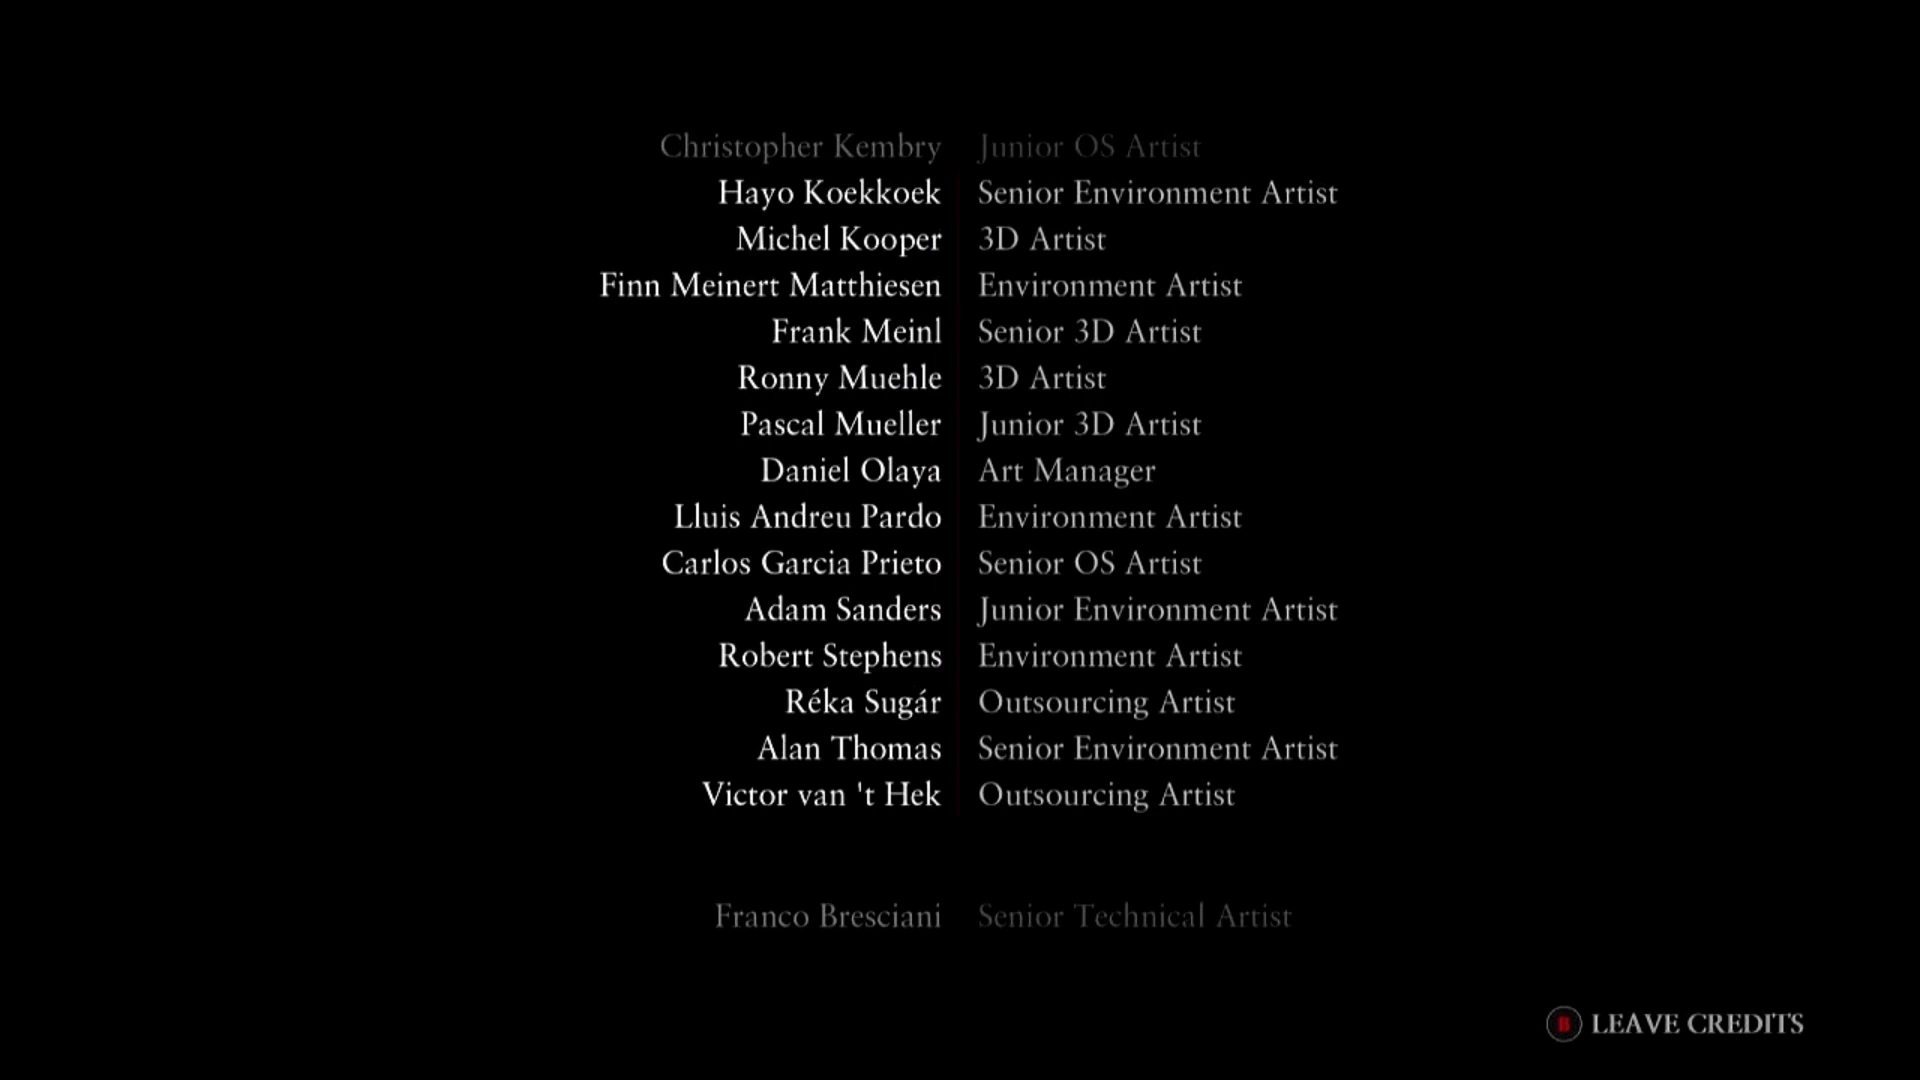 Christopher Kembry Junior OS Artist
Hayo Koekkoek Senior Environment Artist
Michel Kooper 3D Artist
Finn Meinert Matthiesen Environment Artist
Frank Meinl Senior 3D Artist
Ronny Muehle 3D Artist
Pascal Mueller Junior 3D Artist
Daniel Olaya Art Manager
Lluis Andreu Pardo Environment Artist
Carlos Garcia Prieto Senior OS Artist
Adam Sanders Junior Environment Artist
Robert Stephens Environment Artist
Réka Sugár Outsourcing Artist
Alan Thomas Senior Environment Artist
Victor van 't Hek Outsourcing Artist
Franco Bresciani Senior Technical Artist
B LEAVE CREDITS